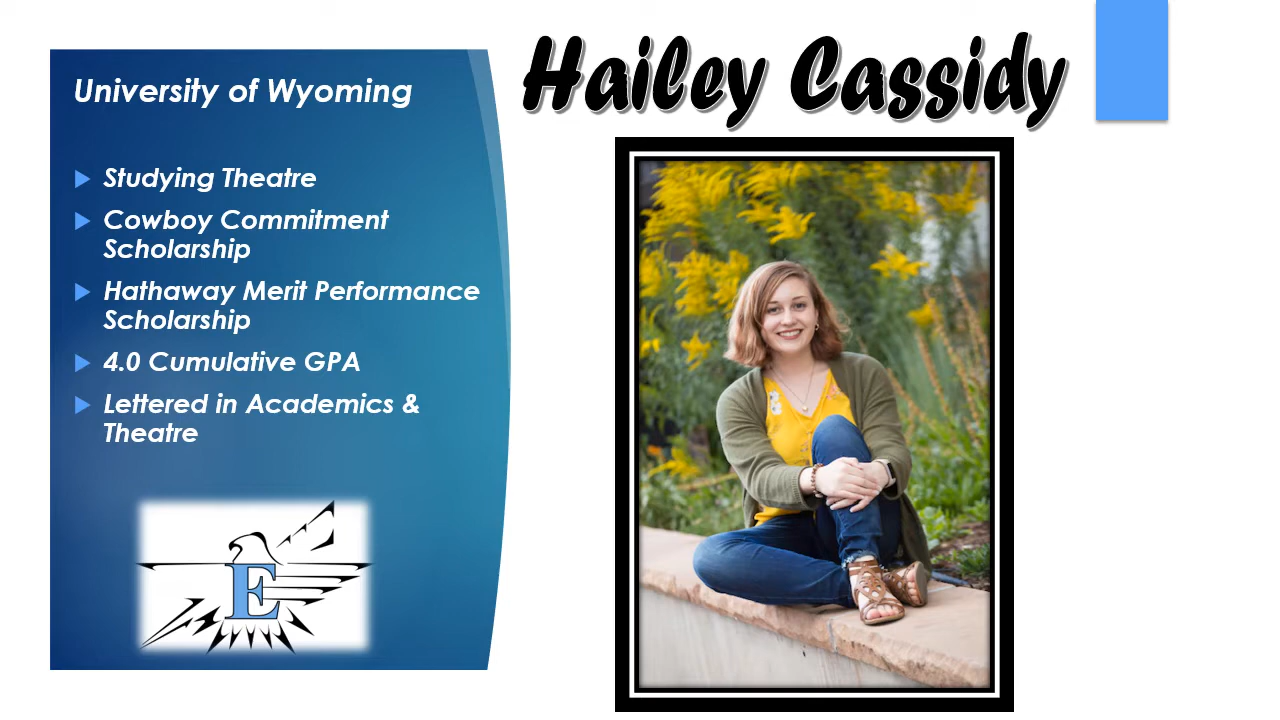 Hailey Cassidy
University of Wyoming
Studying Theatre
Cowboy Commitment
Scholarship
Hathaway Merit Performance
Scholarship
4.0 Cumulative GPA
Lettered in Academics &
Theatre
E